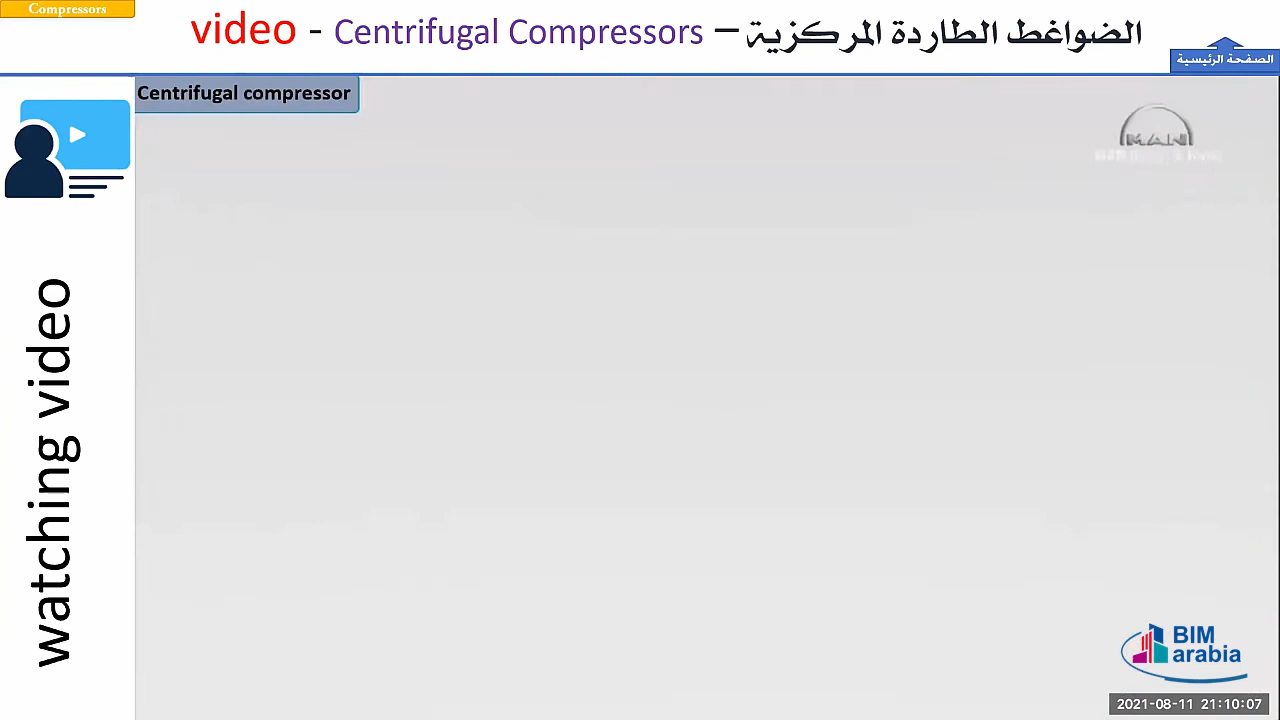 Compressors
video - Centrifugal Compressors – الضواغط الطاردة المركزية
الصفحة الرئيسية
Centrifugal compressor
MAN
watching video
BIM
arabia
2021-08-11 21:10:07